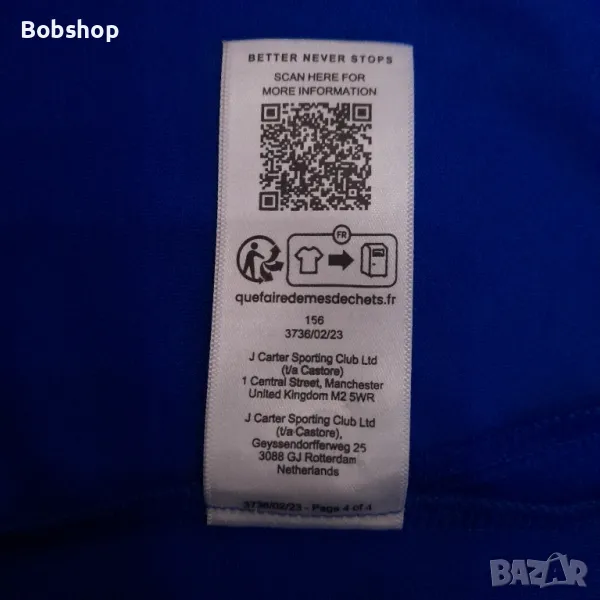 Bobshop
BETTER NEVER STOPS
SCAN HERE FOR
MORE INFORMATION
FR
quefairedemesdechets.fr
156
3736/02/23
J Carter Sporting Club Ltd
(t/a Castore)
1 Central Street, Manchester
United Kingdom M2 5WR
J Carter Sporting Club Ltd
(t/a Castore),
Geyssendorfferweg 25
3088 GJ Rotterdam
Netherlands
3736/02/23 - Page 4 of 4
BAZAR